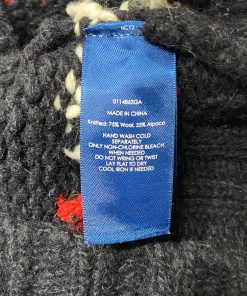 NC12
0114863GA
MADE IN CHINA
Knitted: 75% Wool, 25% Alpaca
HAND WASH COLD
SEPARATELY
ONLY NON-CHLORINE BLEACH
WHEN NEEDED
DO NOT WRING OR TWIST
LAY FLAT TO DRY
COOL IRON IF NEEDED